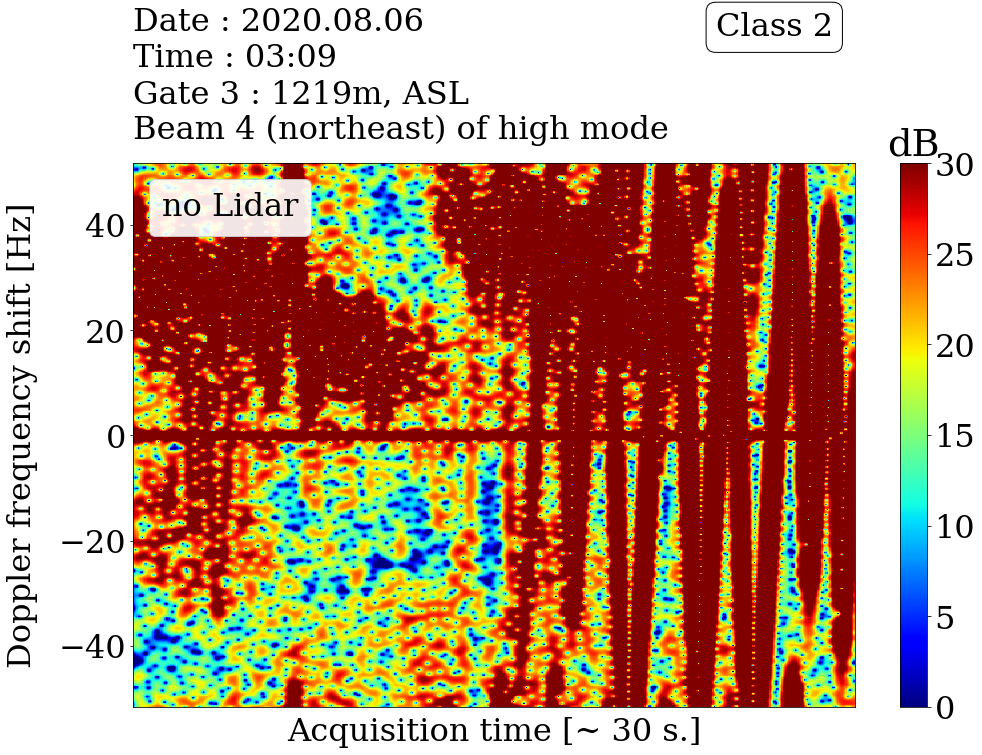 Date : 2020.08.06
Time : 03:09
Gate 3 : 1219m, ASL
Beam 4 (northeast) of high mode
Class 2
dB
no Lidar
Doppler frequency shift [Hz]
40
20
0
−20
−40
Acquisition time [~ 30 s.]
30
25
20
15
10
5
0